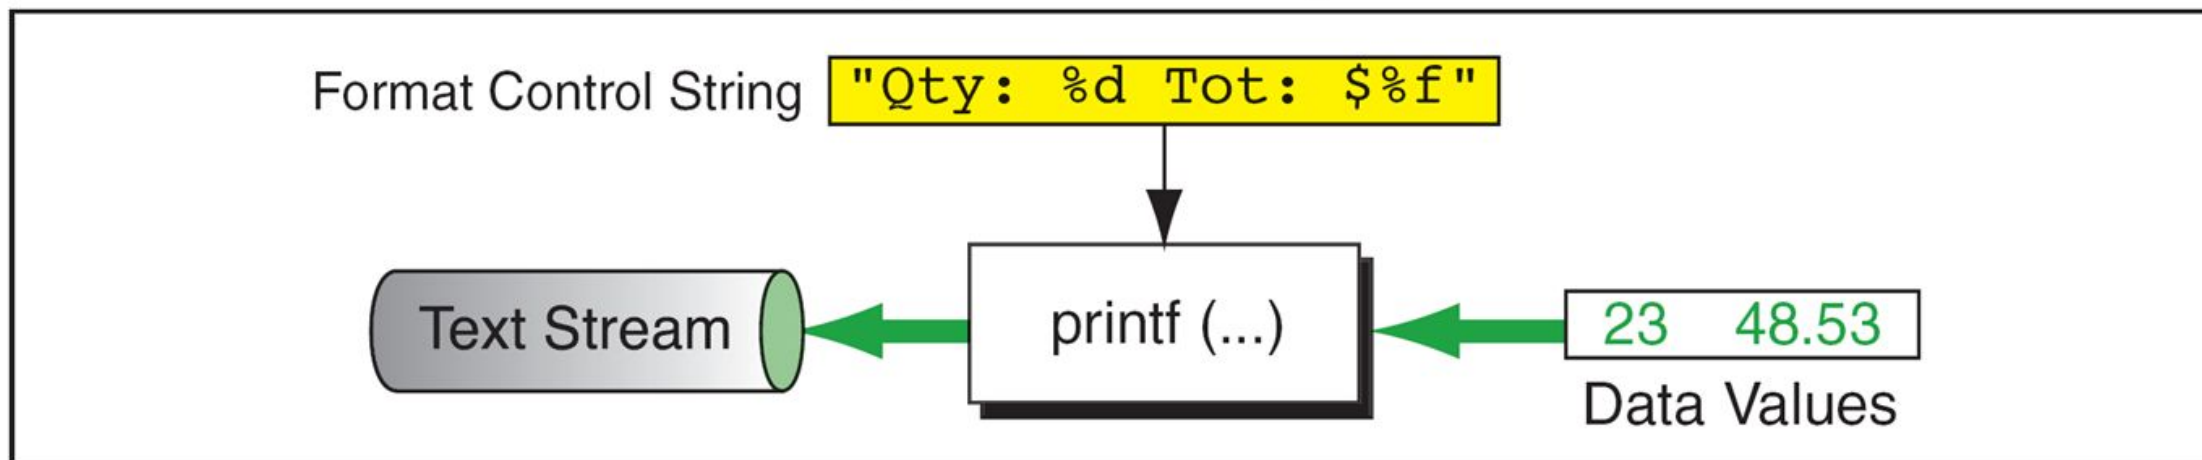 Format Control String "Qty: %d Tot: $%f"
Text Stream printf (...) 23 48.53
Data Values